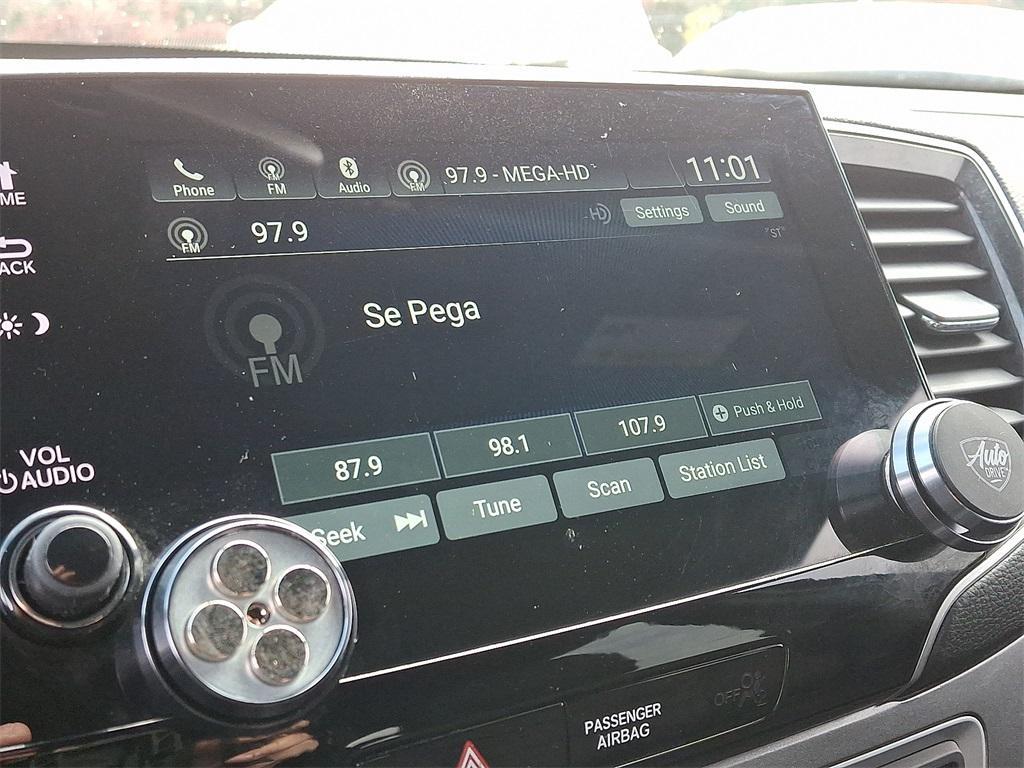 Phone
FM
FM
Audio
FM
97.9 - MEGA-HD
11:01
FM
97.9
HD
Settings
Sound
ST
FM
Se Pega
87.9
98.1
107.9
Push & Hold
Seek
Tune
Scan
Station List
VOL
AUDIO
Auto
DRIVE
PASSENGER
AIRBAG
OFF